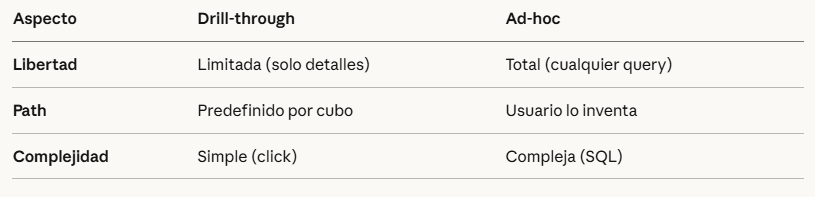 Aspecto Drill-through Ad-hoc
Libertad Limitada (solo detalles) Total (cualquier query)
Path Predefinido por cubo Usuario lo inventa
Complejidad Simple (click) Compleja (SQL)